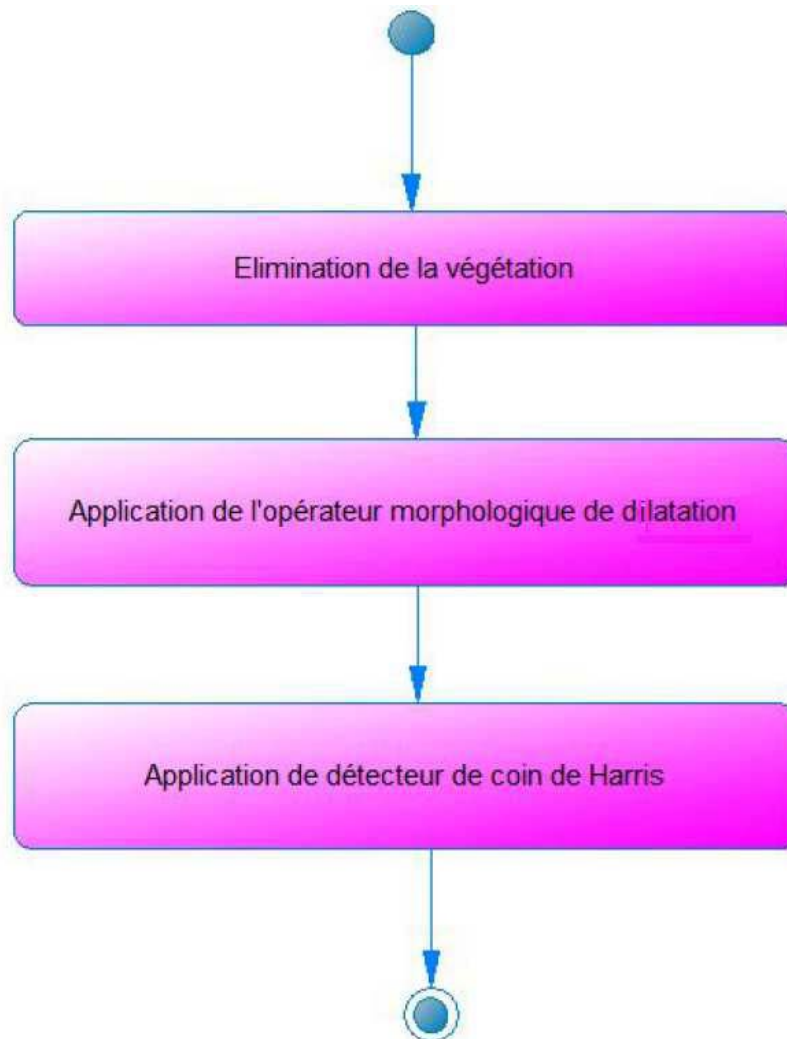 Elimination de la végétation
Application de l'opérateur morphologique de dilatation
Application de détecteur de coin de Harris